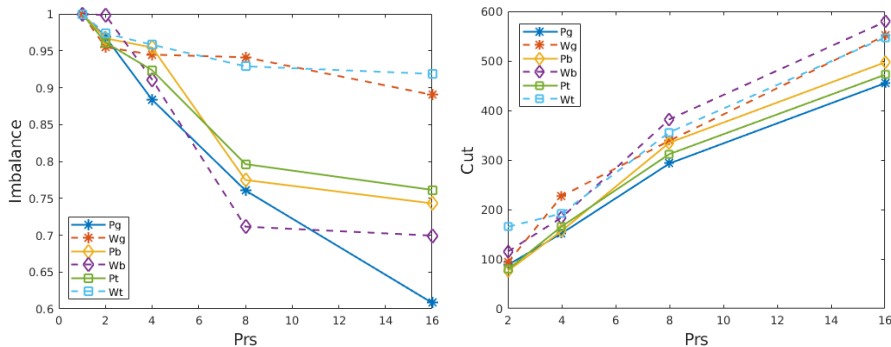 1
0.95
0.9
0.85
0.8
0.75
0.7
0.65
0.6
Imbalance
Pg
Wg
Pb
Wb
Pt
Wt
0 2 4 6 8 10 12 14 16
Prs
600
500
400
300
200
100
0
Cut
Pg
Wg
Pb
Wb
Pt
Wt
2 4 6 8 10 12 14 16
Prs